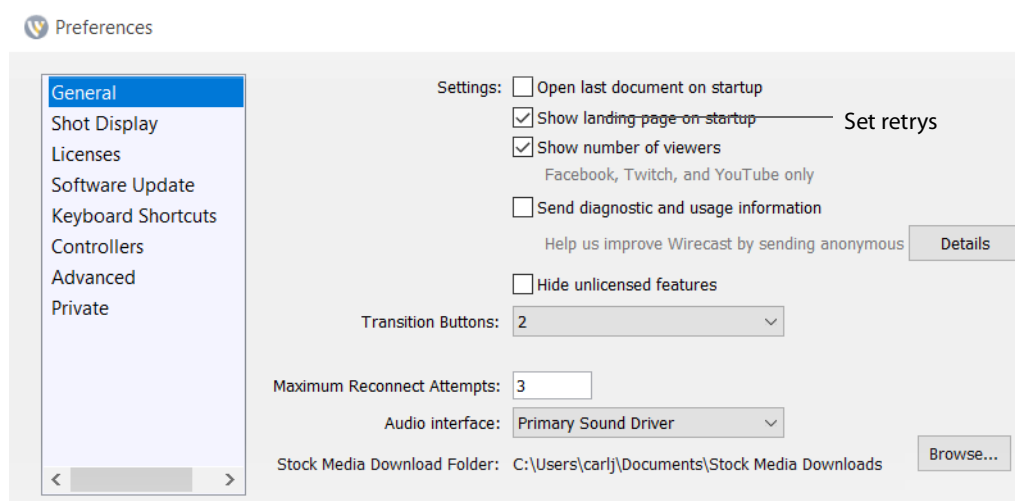 Preferences
General
Shot Display
Licenses
Software Update
Keyboard Shortcuts
Controllers
Advanced
Private
Settings: Open last document on startup
Show landing page on startup
Set retrys
Show number of viewers
Facebook, Twitch, and YouTube only
Send diagnostic and usage information
Help us improve Wirecast by sending anonymous Details
Hide unlicensed features
Transition Buttons: 2
Maximum Reconnect Attempts: 3
Audio interface: Primary Sound Driver
Stock Media Download Folder: C:\Users\carlj\Documents\Stock Media Downloads Browse...